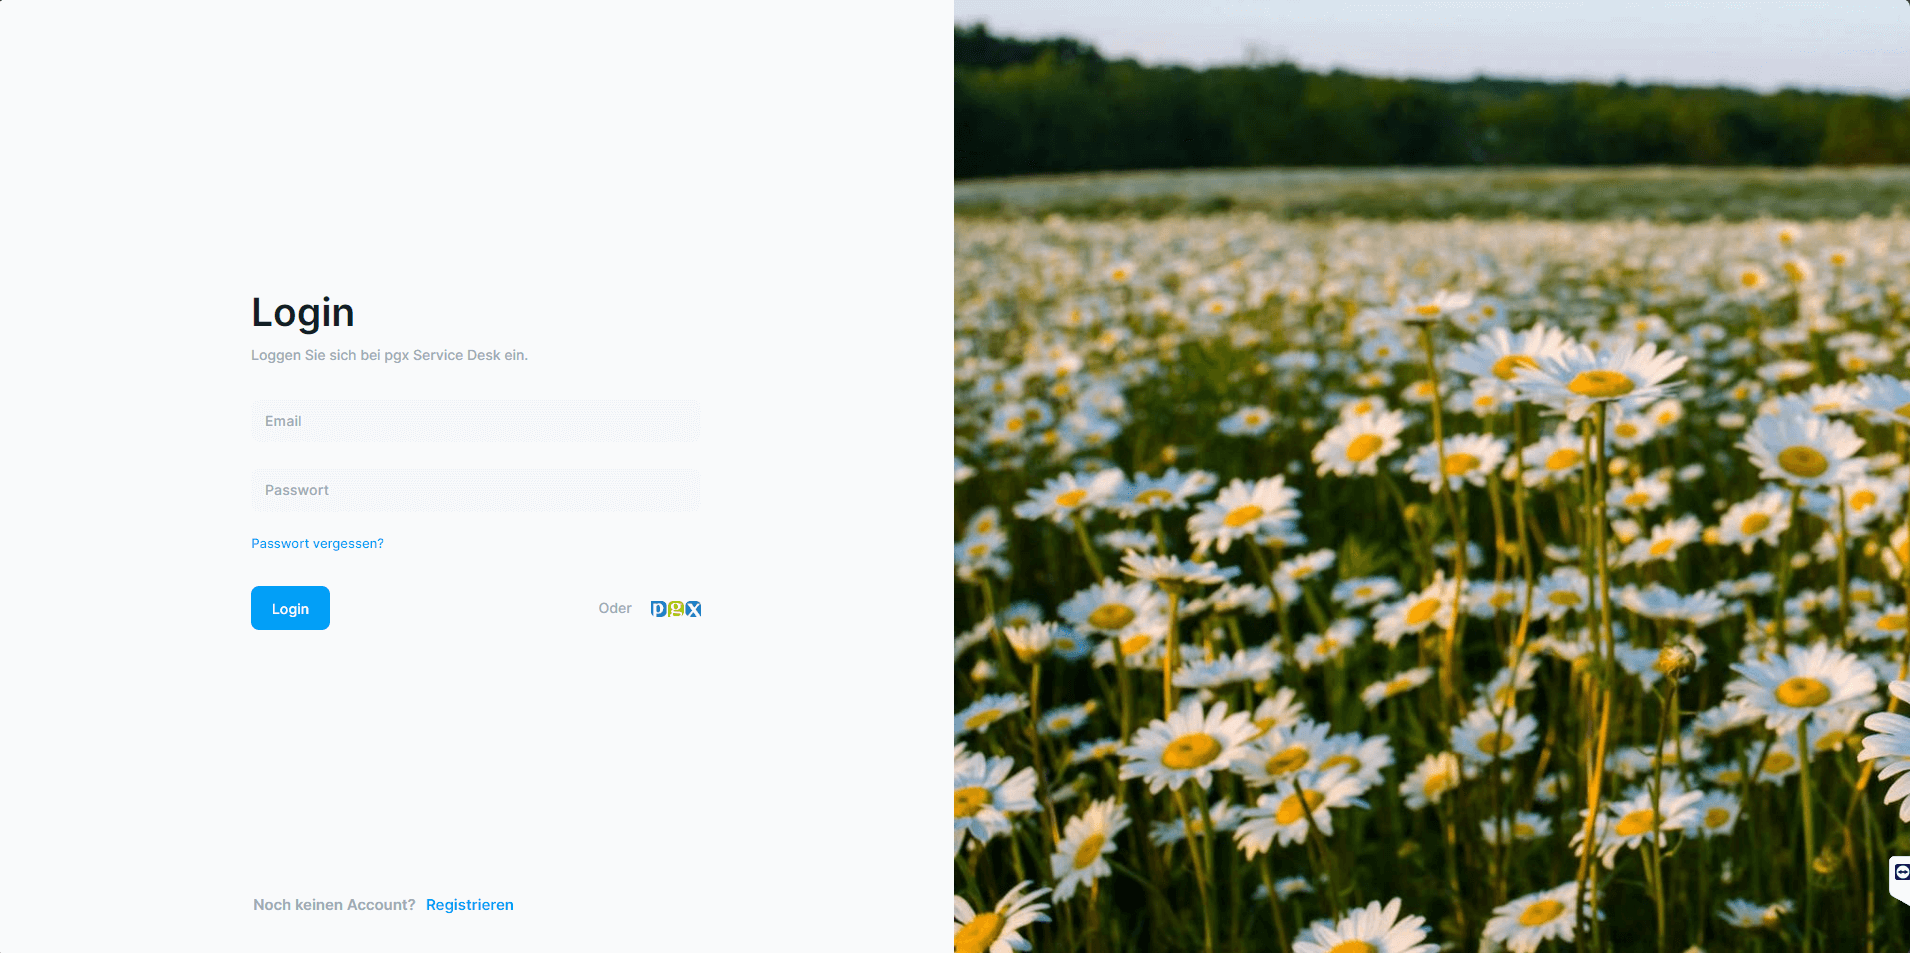 Login
Loggen Sie sich bei pgx Service Desk ein.
Email
Passwort
Passwort vergessen?
Login
Oder pgx
Noch keinen Account? Registrieren